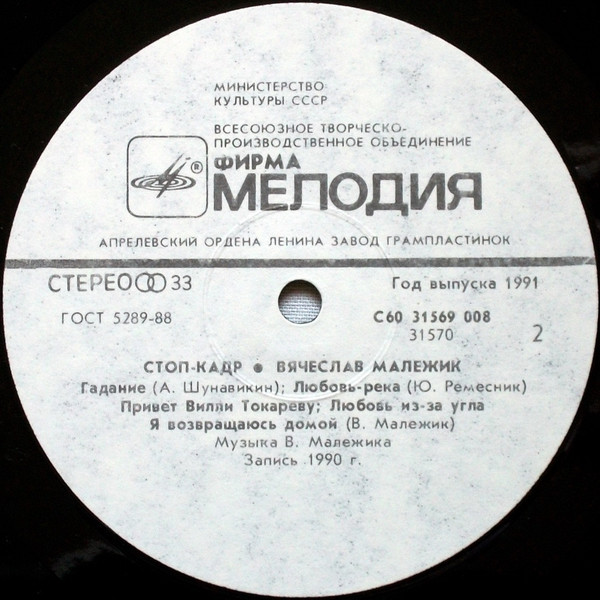 МИНИСТЕРСТВО
КУЛЬТУРЫ СССР
ВСЕСОЮЗНОЕ ТВОРЧЕСКО-
ПРОИЗВОДСТВЕННОЕ ОБЪЕДИНЕНИЕ
ФИРМА
®
МЕЛОДИЯ
АПРЕЛЕВСКИЙ ОРДЕНА ЛЕНИНА ЗАВОД ГРАМПЛАСТИНОК
СТЕРЕО 33
Год выпуска 1991
ГОСТ 5289-88
С60 31569 008
31570
2
СТОП-КАДР ● ВЯЧЕСЛАВ МАЛЕЖИК
Гадание (А. Шунавикин); Любовь-река (Ю. Ремесник)
Привет Вилли Токареву; Любовь из-за угла
Я возвращаюсь домой (В. Малежик)
Музыка В. Малежика
Запись 1990 г.